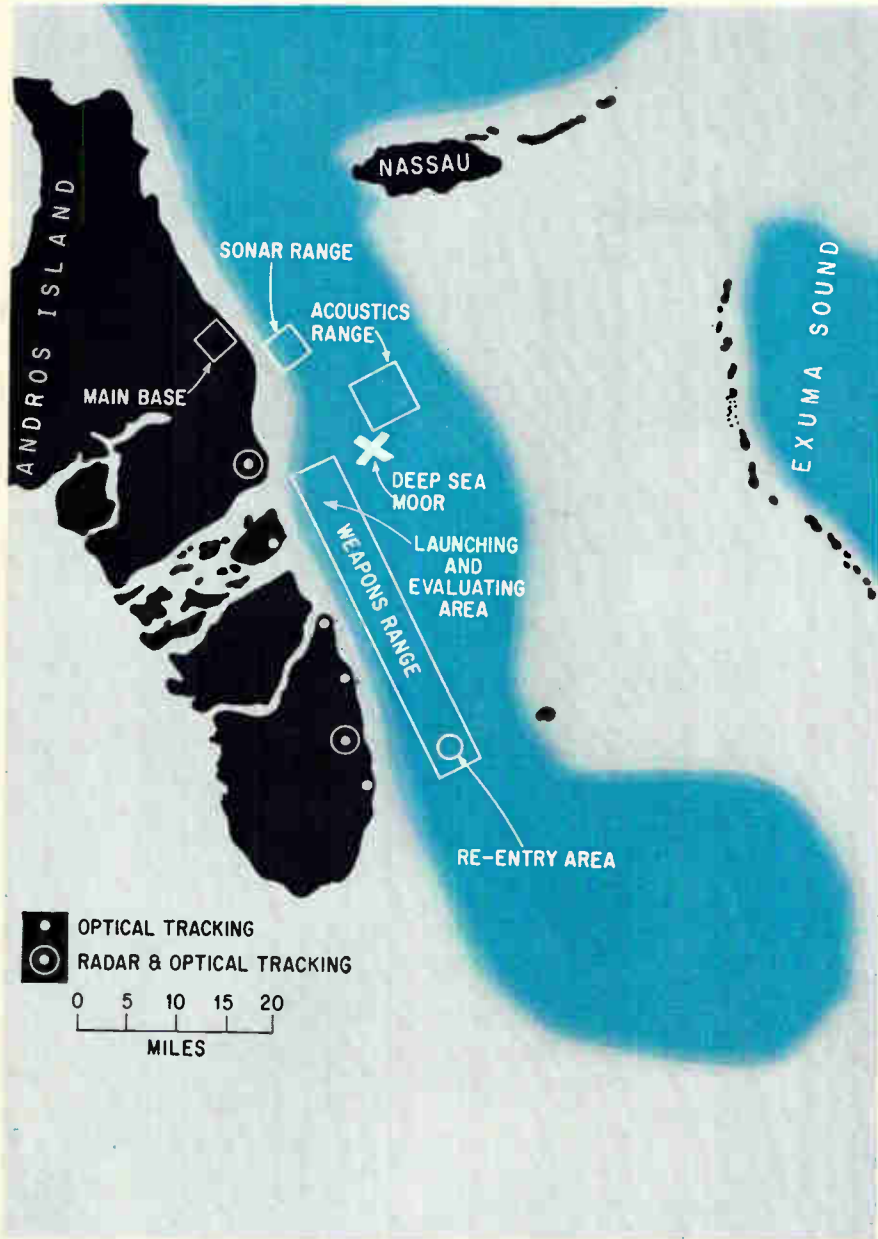 NASSAU
ANDROS ISLAND
SONAR RANGE
ACOUSTICS
RANGE
EXUMA SOUND
MAIN BASE
DEEP SEA
MOOR
LAUNCHING
AND
EVALUATING
AREA
WEAPONS RANGE
RE-ENTRY AREA
OPTICAL TRACKING
RADAR & OPTICAL TRACKING
0 5 10 15 20
MILES